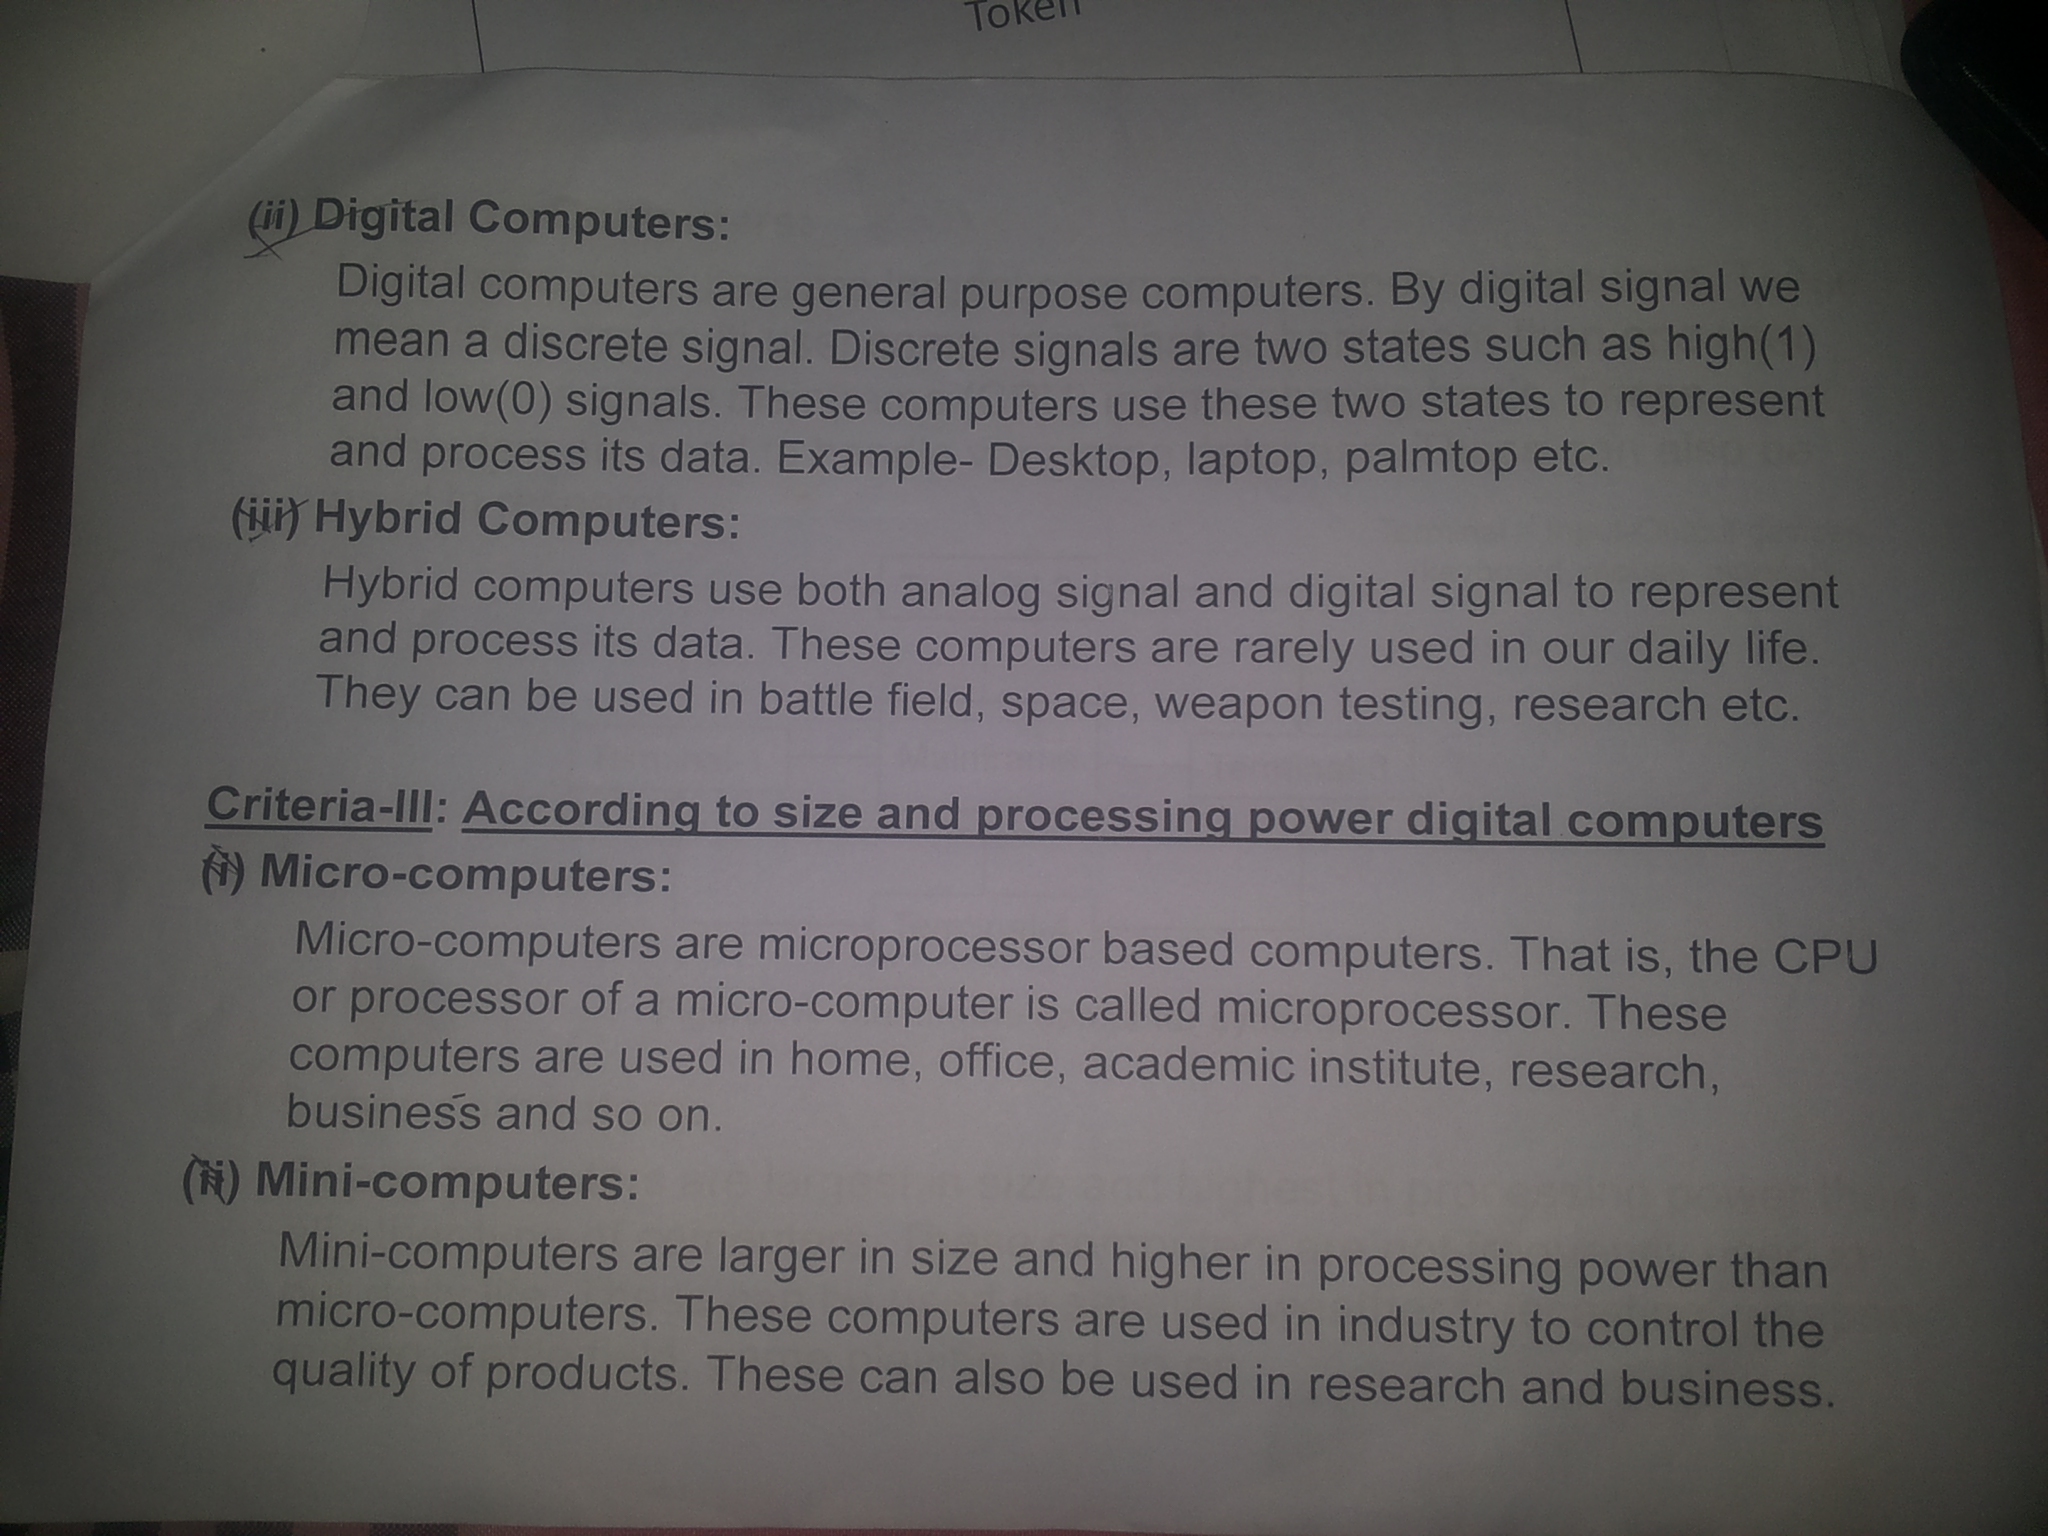 Token
(ii) Digital Computers:
Digital computers are general purpose computers. By digital signal we
mean a discrete signal. Discrete signals are two states such as high(1)
and low(0) signals. These computers use these two states to represent
and process its data. Example- Desktop, laptop, palmtop etc.
(iii) Hybrid Computers:
Hybrid computers use both analog signal and digital signal to represent
and process its data. These computers are rarely used in our daily life.
They can be used in battle field, space, weapon testing, research etc.
Criteria-III: According to size and processing power digital computers
(i) Micro-computers:
Micro-computers are microprocessor based computers. That is, the CPU
or processor of a micro-computer is called microprocessor. These
computers are used in home, office, academic institute, research,
business and so on.
(ii) Mini-computers:
Mini-computers are larger in size and higher in processing power than
micro-computers. These computers are used in industry to control the
quality of products. These can also be used in research and business.